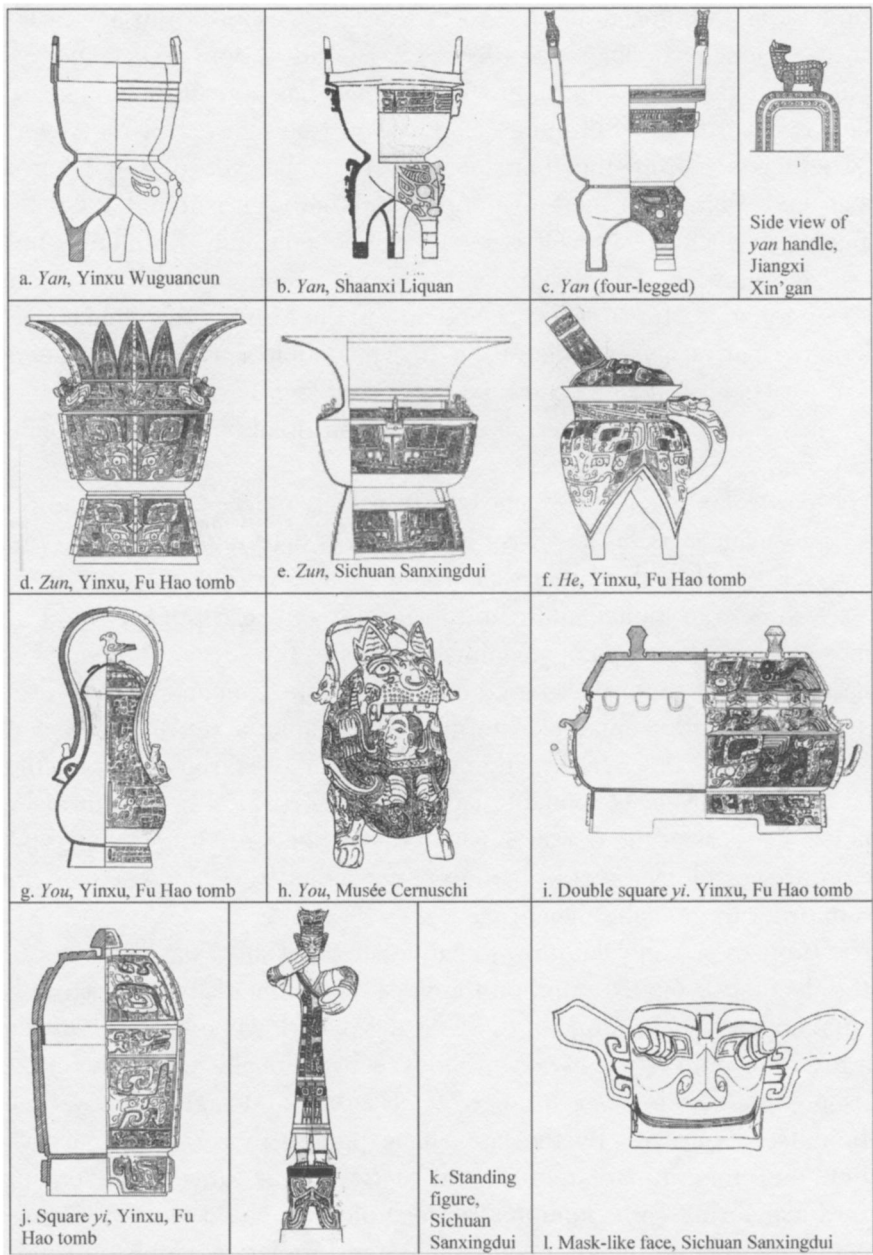 a. Yan, Yinxu Wuguancun
b. Yan, Shaanxi Liquan
c. Yan (four-legged)
Side view of
yan handle,
Jiangxi
Xin'gan
d. Zun, Yinxu, Fu Hao tomb
e. Zun, Sichuan Sanxingdui
f. He, Yinxu, Fu Hao tomb
g. You, Yinxu, Fu Hao tomb
h. You, Musée Cernuschi
i. Double square yi. Yinxu, Fu Hao tomb
j. Square yi, Yinxu, Fu
Hao tomb
k. Standing
figure,
Sichuan
Sanxingdui
l. Mask-like face, Sichuan Sanxingdui